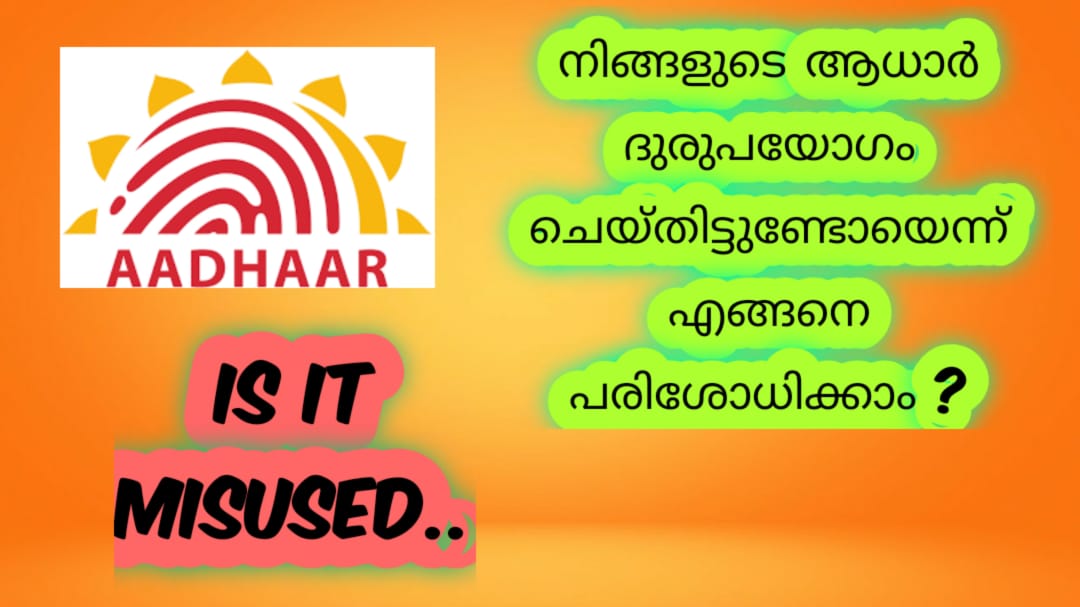 AADHAAR
IS IT
MISUSED..
നിങ്ങളുടെ ആധാർ
ദുരുപയോഗം
ചെയ്തിട്ടുണ്ടോയെന്ന്
എങ്ങനെ
പരിശോധിക്കാം ?